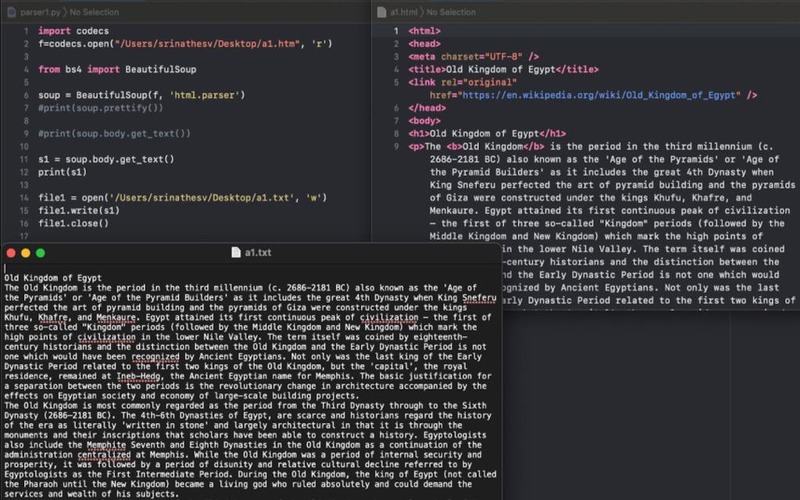 parser1.py > No Selection
1 import codecs
2 f=codecs.open("/Users/srinathesv/Desktop/a1.htm", 'r')
3
4 from bs4 import BeautifulSoup
5
6 soup = BeautifulSoup(f, 'html.parser')
7 #print(soup.prettify())
8
9 #print(soup.body.get_text())
10
11 s1 = soup.body.get_text()
12 print(s1)
13
14 file1 = open('/Users/srinathesv/Desktop/a1.txt', 'w')
15 file1.write(s1)
16 file1.close()
17
a1.html > No Selection
1 <html>
2 <head>
3 <meta charset="UTF-8" />
4 <title>Old Kingdom of Egypt</title>
5 <link rel="original"
href="https://en.wikipedia.org/wiki/Old_Kingdom_of_Egypt" />
6 </head>
7 <body>
8 <h1>Old Kingdom of Egypt</h1>
9 <p>The <b>Old Kingdom</b> is the period in the third millennium (c.
2686–2181 BC) also known as the 'Age of the Pyramids' or 'Age of
the Pyramid Builders' as it includes the great 4th Dynasty when
King Sneferu perfected the art of pyramid building and the pyramids
of Giza were constructed under the kings Khufu, Khafre, and
Menkaure. Egypt attained its first continuous peak of civilization
– the first of three so-called "Kingdom" periods (followed by the
Middle Kingdom and New Kingdom) which mark the high points of
in the lower Nile Valley. The term itself was coined
-century historians and the distinction between the
nd the Early Dynastic Period is not one which would
cognized by Ancient Egyptians. Not only was the last
arly Dynastic Period related to the first two kings of
a1.txt
Old Kingdom of Egypt
The Old Kingdom is the period in the third millennium (c. 2686–2181 BC) also known as the 'Age of
the Pyramids' or 'Age of the Pyramid Builders' as it includes the great 4th Dynasty when King Sneferu
perfected the art of pyramid building and the pyramids of Giza were constructed under the kings
Khufu, Khafre, and Menkaure. Egypt attained its first continuous peak of civilization – the first of
three so-called "Kingdom" periods (followed by the Middle Kingdom and New Kingdom) which mark the
high points of civilization in the lower Nile Valley. The term itself was coined by eighteenth-
century historians and the distinction between the Old Kingdom and the Early Dynastic Period is not
one which would have been recognized by Ancient Egyptians. Not only was the last king of the Early
Dynastic Period related to the first two kings of the Old Kingdom, but the 'capital', the royal
residence, remained at Ineb-Hedg, the Ancient Egyptian name for Memphis. The basic justification for
a separation between the two periods is the revolutionary change in architecture accompanied by the
effects on Egyptian society and economy of large-scale building projects.
The Old Kingdom is most commonly regarded as the period from the Third Dynasty through to the Sixth
Dynasty (2686–2181 BC). The 4th–6th Dynasties of Egypt, are scarce and historians regard the history
of the era as literally 'written in stone' and largely architectural in that it is through the
monuments and their inscriptions that scholars have been able to construct a history. Egyptologists
also include the Memphite Seventh and Eighth Dynasties in the Old Kingdom as a continuation of the
administration centralized at Memphis. While the Old Kingdom was a period of internal security and
prosperity, it was followed by a period of disunity and relative cultural decline referred to by
Egyptologists as the First Intermediate Period. During the Old Kingdom, the king of Egypt (not called
the Pharaoh until the New Kingdom) became a living god who ruled absolutely and could demand the
services and wealth of his subjects.